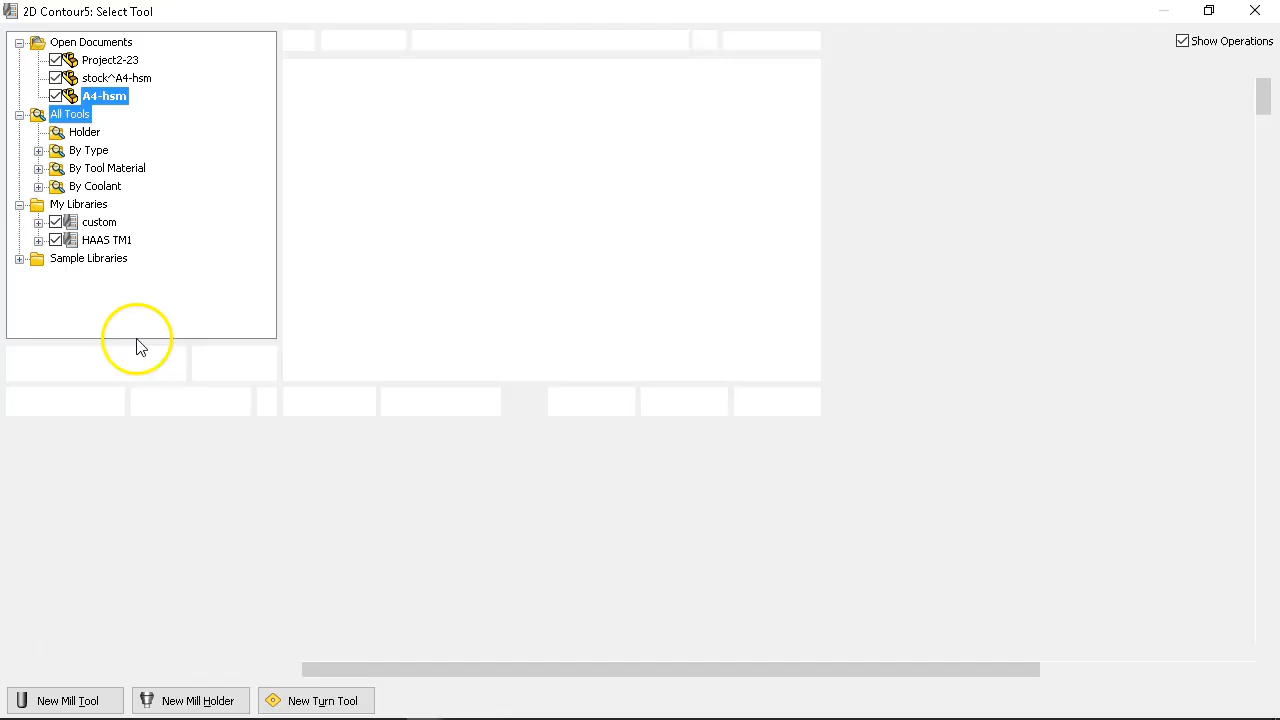 2D Contour5: Select Tool
Open Documents
Project2-23
stock^A4-hsm
A4-hsm
All Tools
Holder
By Type
By Tool Material
By Coolant
My Libraries
custom
HAAS TM1
Sample Libraries
Show Operations
New Mill Tool
New Mill Holder
New Turn Tool